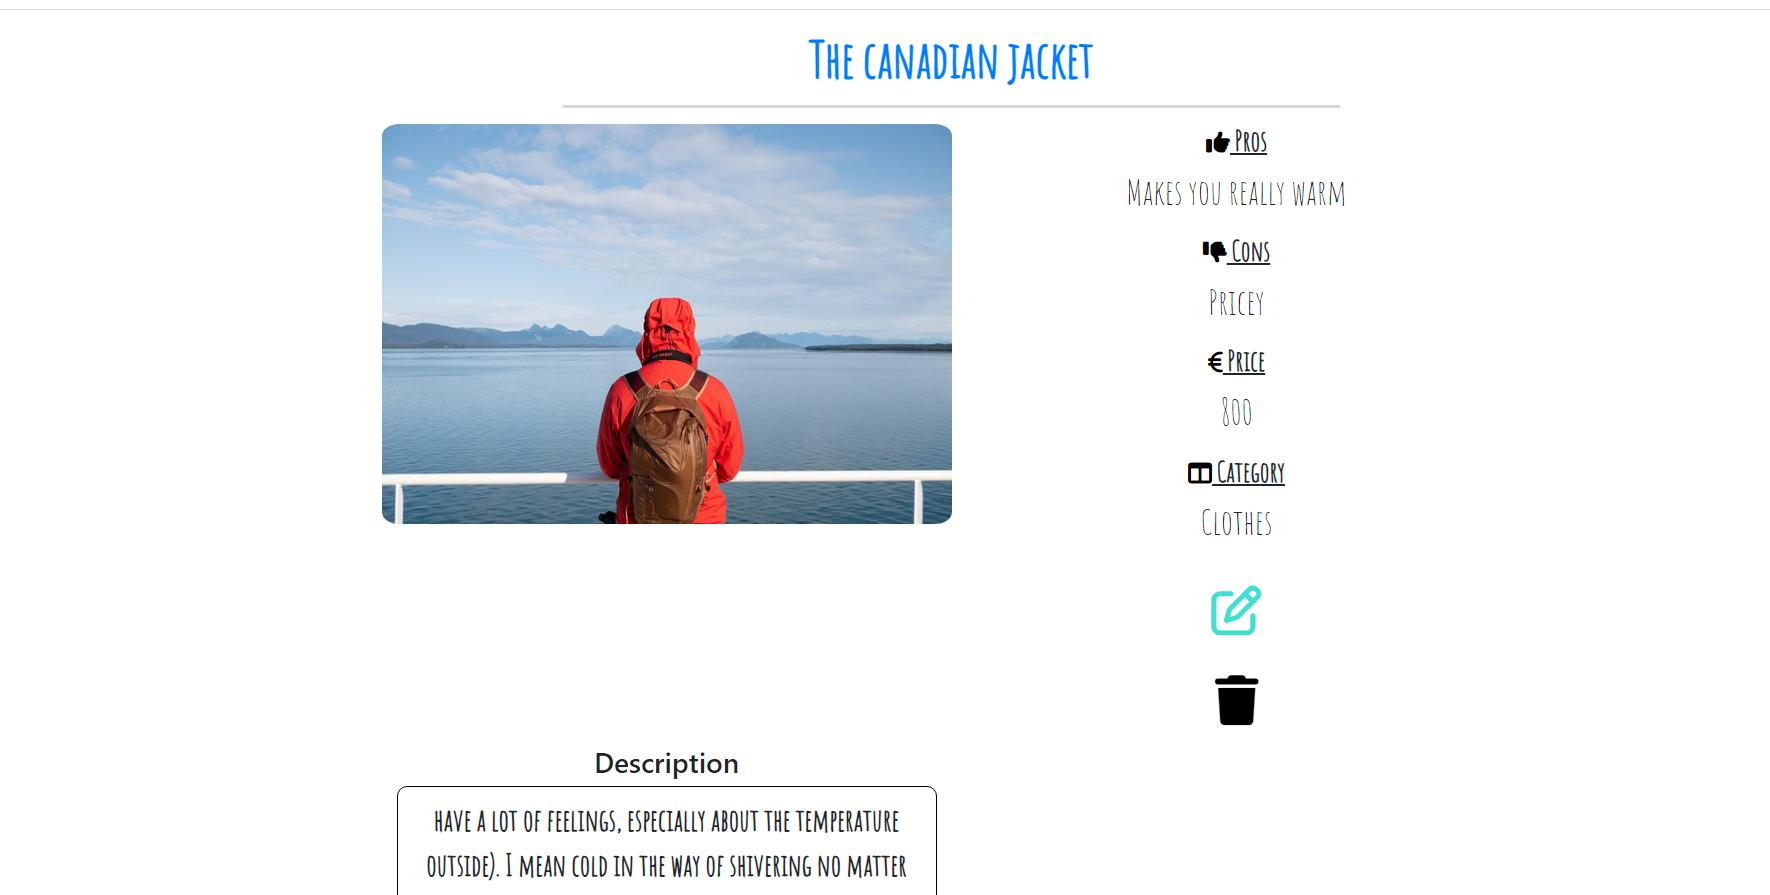 The canadian jacket
Pros
Makes you really warm
Cons
Pricey
€ Price
800
Category
Clothes
Description
have a lot of feelings, especially about the temperature
outside). I mean cold in the way of shivering no matter